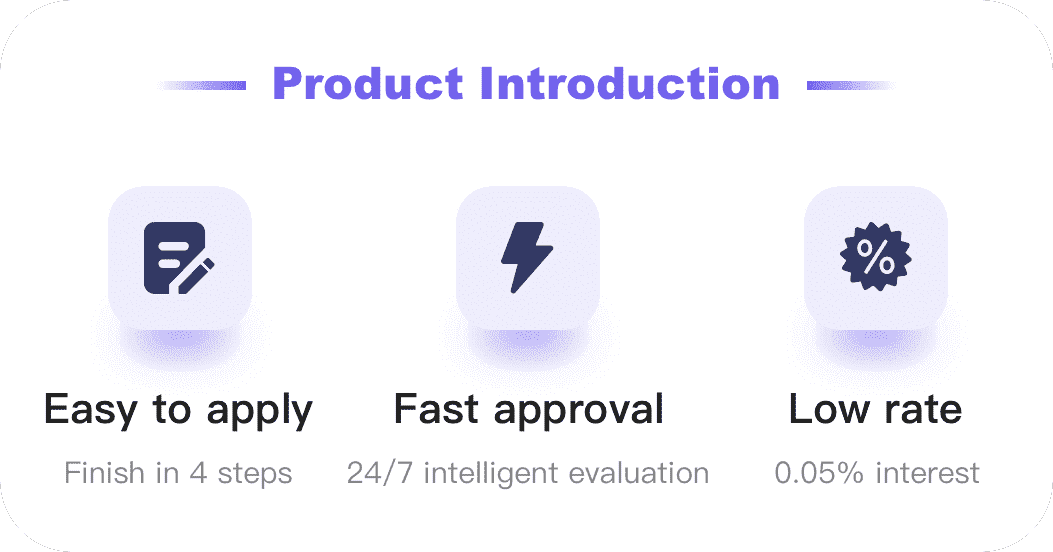 Product Introduction
Easy to apply
Fast approval
Low rate
Finish in 4 steps
24/7 intelligent evaluation
0.05% interest